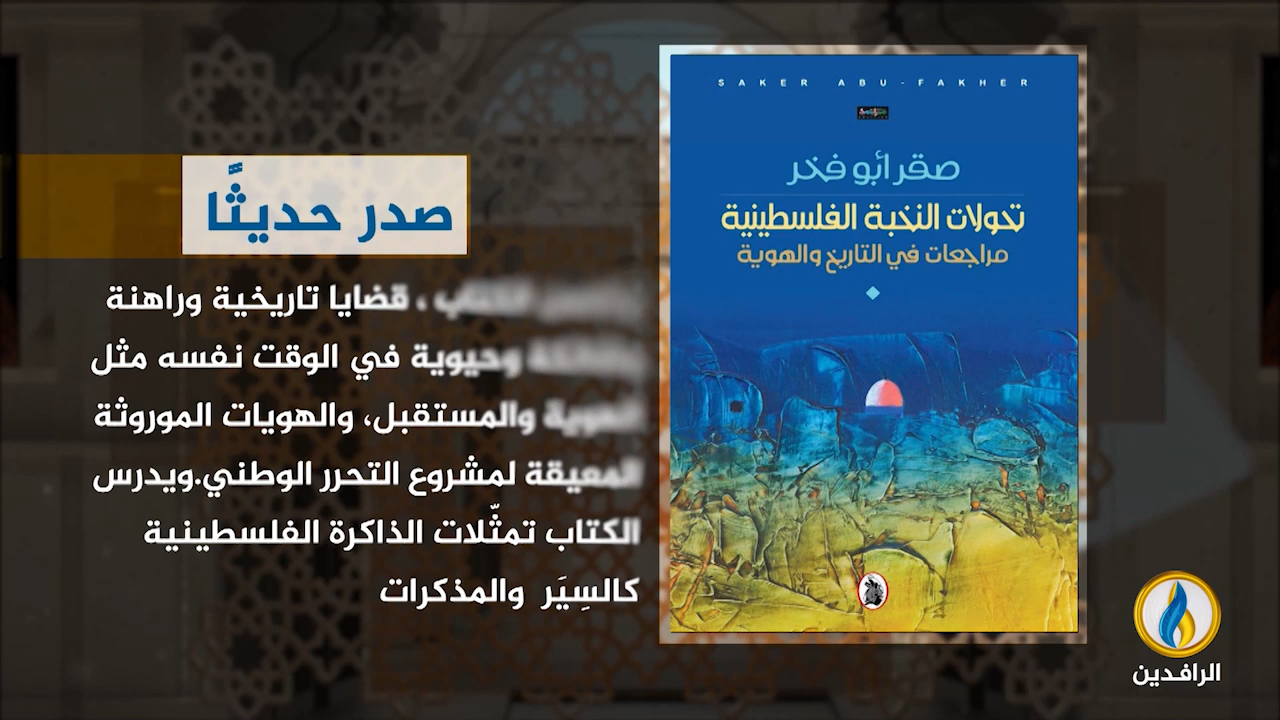 صدر حديثًا
، قضايا تاريخية وراهنة
وحيوية في الوقت نفسه مثل
الهوية والمستقبل، والهويات الموروثة
المعيقة لمشروع التحرر الوطني.ويدرس
الكتاب تمثّلات الذاكرة الفلسطينية
كالسِيَر والمذكرات
SAKER ABU-FAKHER
صقر أبو فخر
تحولات النخبة الفلسطينية
مراجعات في التاريخ والهوية
الرافدين